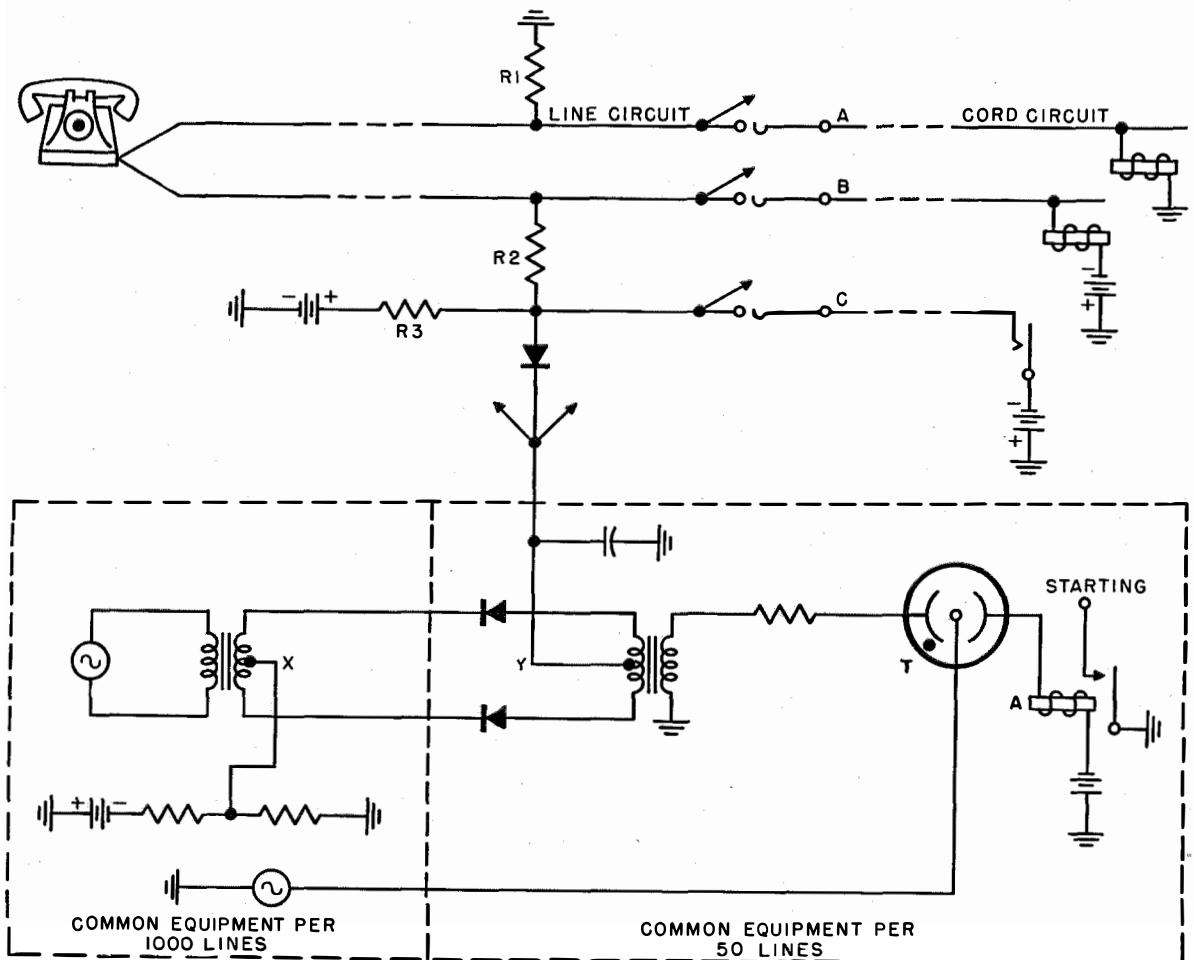 R1
LINE CIRCUIT
A
CORD CIRCUIT
B
R2
− +
R3
C
−
+
−
+
STARTING
X
Y
T
A
+ −
COMMON EQUIPMENT PER
1000 LINES
COMMON EQUIPMENT PER
50 LINES